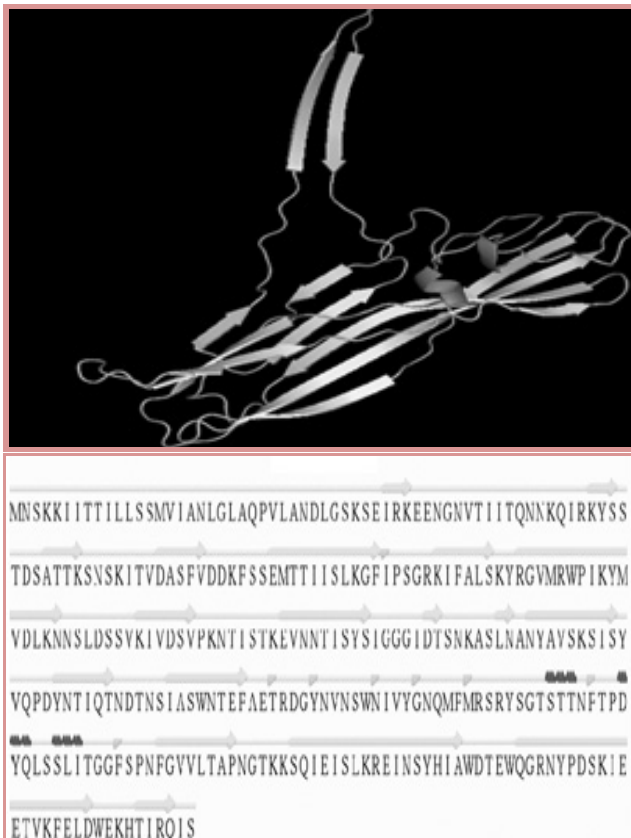 MNSKKIITTILLSSMVIANLGLAQPVLANDLGSKSEIRKEENGNVTIITQNNKQIRKYSS
TDSATTKSNSKITVDASFVDDKFSSEMTTIISLKGFIPSGRKIFALSKYRGVMRWPIKYM
VDLKNNSLDSSVKIVDSVPKNTISTKEVNNTISYSIGGGIDTSNKASLNANYAVSKSISY
VQPDYNTIQTNDTNSIASWNTEFAETRDGYNVNSWNIVYGNQMFMRSRYSGTSTTNFTPD
YQLSSLITGGFSPNFGVVLTAPNGTKKSQIEISLKREINSYHIAWDTEWQGRNYPDSKIE
ETVKFELDWEKHTIRQIS